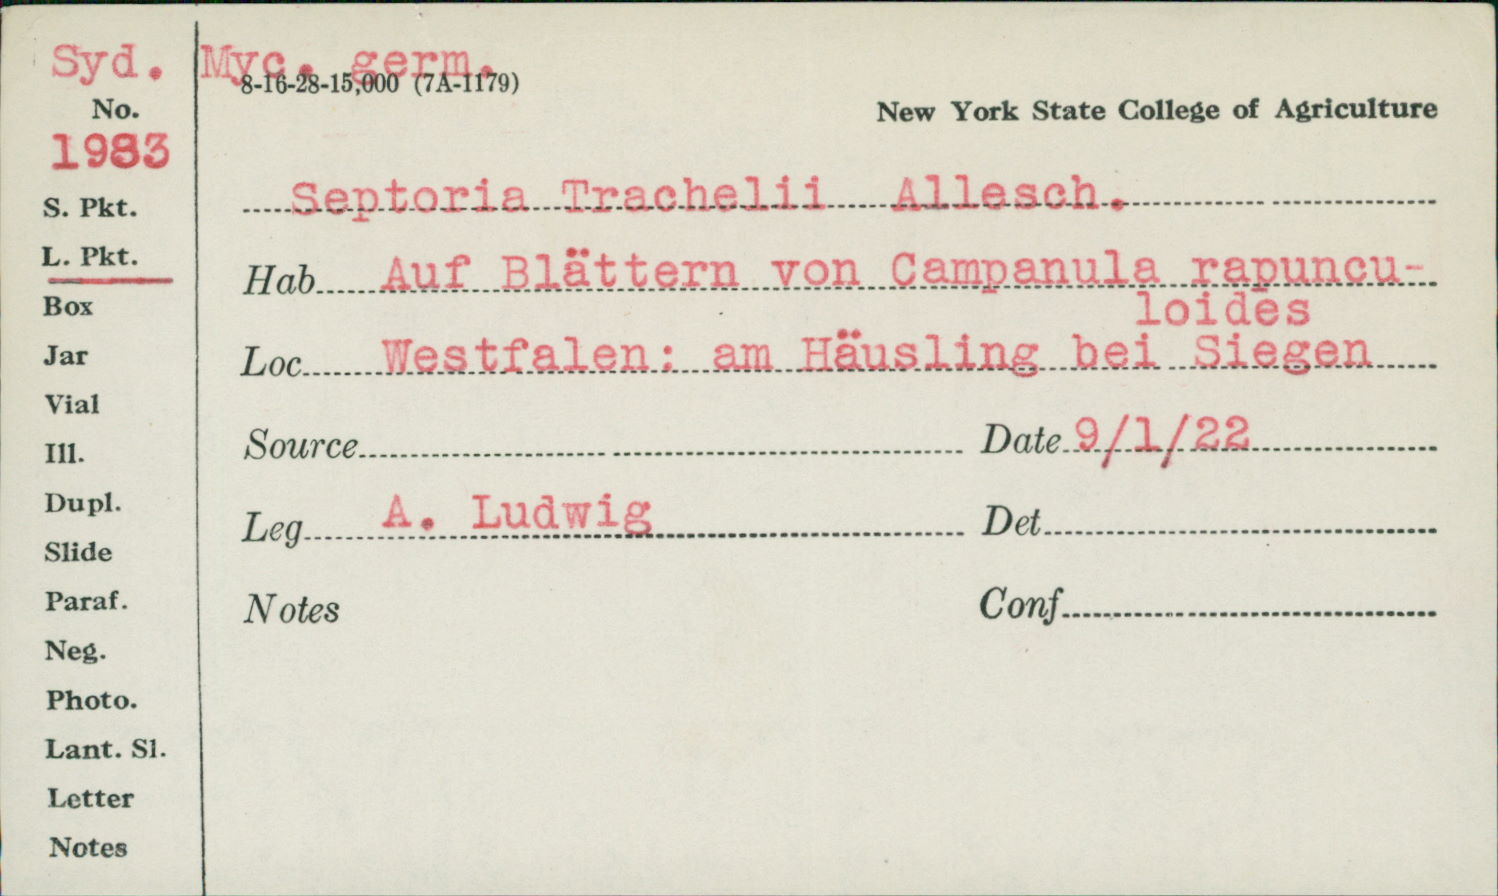 Syd. Myc. germ.
8-16-28-15,000 (7A-1179)
No.
New York State College of Agriculture
1983
Septoria Trachelii Allesch.
S. Pkt.
L. Pkt.
Hab. Auf Blättern von Campanula rapuncu-
loides
Box
Loc. Westfalen: am Häusling bei Siegen
Jar
Vial
Source Date 9/1/22
Ill.
Dupl.
Leg. A. Ludwig Det.
Slide
Paraf.
Notes Conf.
Neg.
Photo.
Lant. Sl.
Letter
Notes